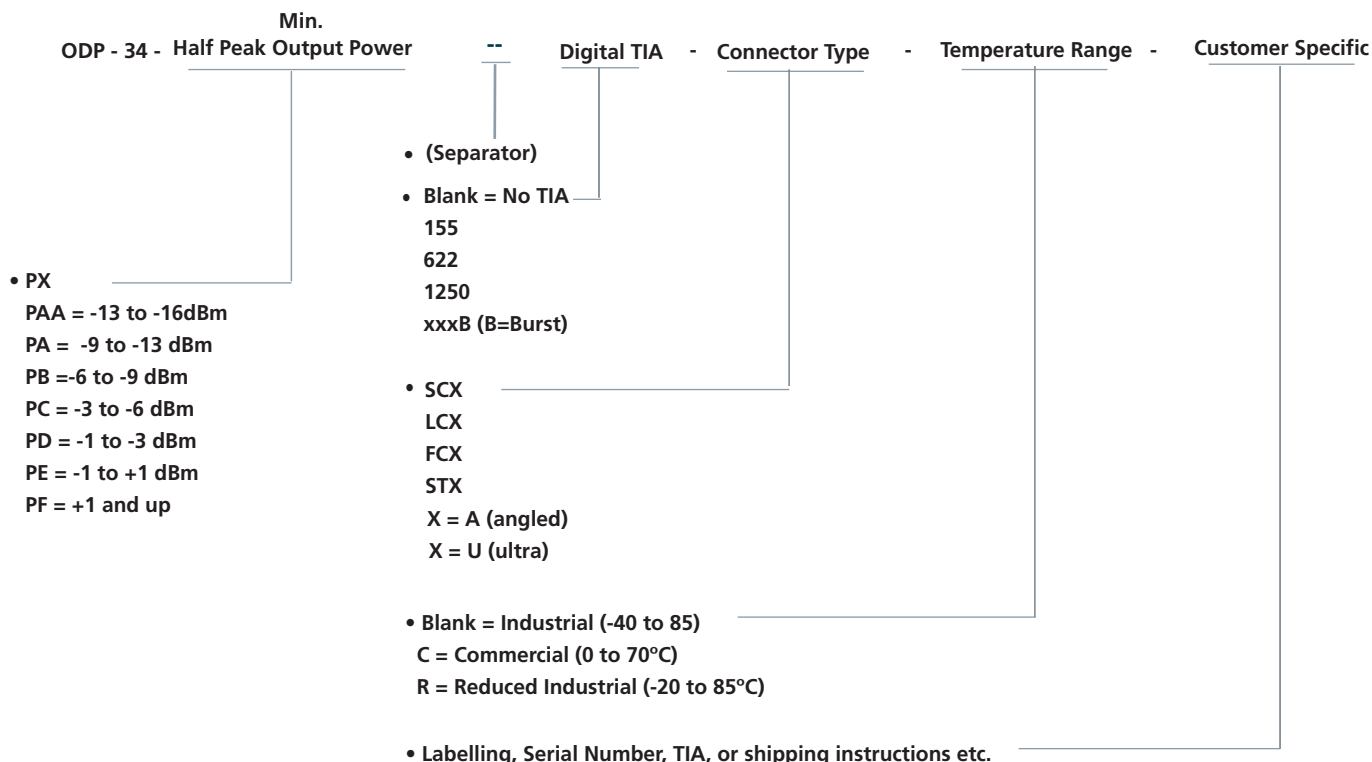 Min.
ODP - 34 - Half Peak Output Power -- Digital TIA - Connector Type - Temperature Range - Customer Specific
• (Separator)
• Blank = No TIA
155
622
1250
xxxB (B=Burst)
• PX
PAA = -13 to -16dBm
PA = -9 to -13 dBm
PB =-6 to -9 dBm
PC = -3 to -6 dBm
PD = -1 to -3 dBm
PE = -1 to +1 dBm
PF = +1 and up
• SCX
LCX
FCX
STX
X = A (angled)
X = U (ultra)
• Blank = Industrial (-40 to 85)
C = Commercial (0 to 70ºC)
R = Reduced Industrial (-20 to 85ºC)
• Labelling, Serial Number, TIA, or shipping instructions etc.